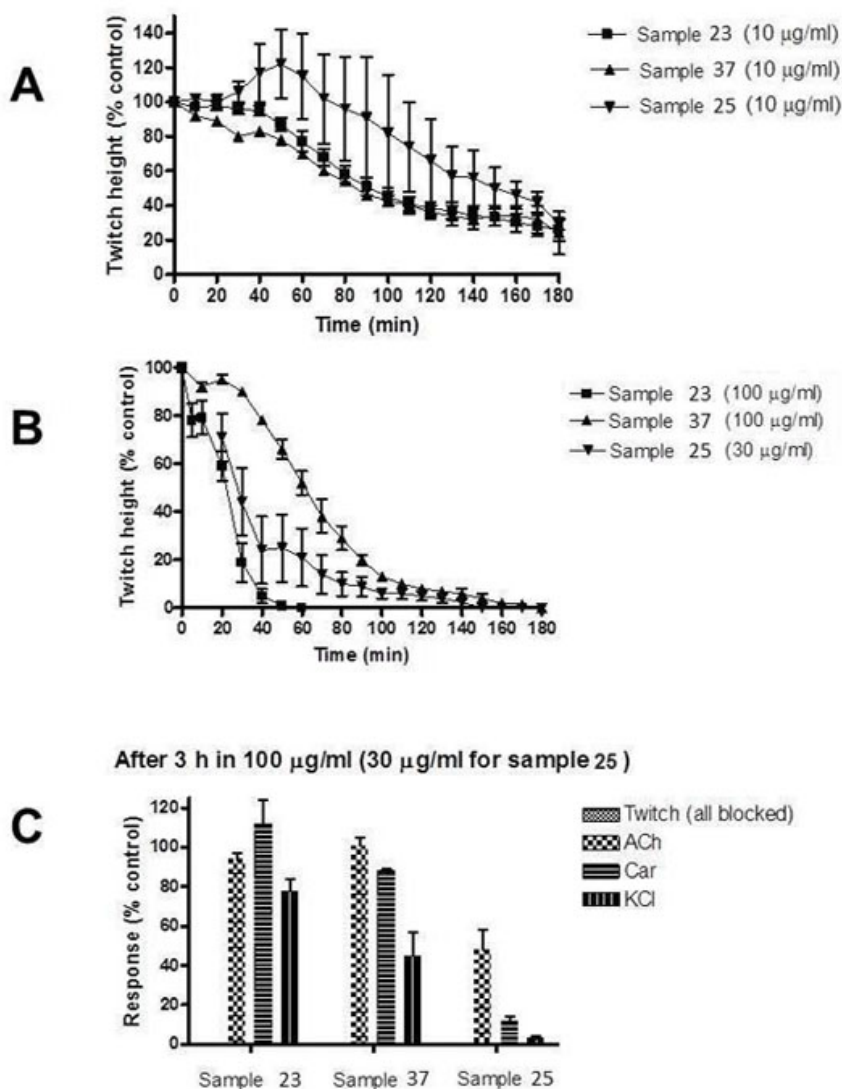 A
Twitch height (% control)
140
120
100
80
60
40
20
0
0 20 40 60 80 100 120 140 160 180
Time (min)
Sample 23 (10 µg/ml)
Sample 37 (10 µg/ml)
Sample 25 (10 µg/ml)
B
Twitch height (% control)
100
80
60
40
20
0
0 20 40 60 80 100 120 140 160 180
Time (min)
Sample 23 (100 µg/ml)
Sample 37 (100 µg/ml)
Sample 25 (30 µg/ml)
After 3 h in 100 µg/ml (30 µg/ml for sample 25)
C
Response (% control)
120
100
80
60
40
20
0
Sample 23 Sample 37 Sample 25
Twitch (all blocked)
ACh
Car
KCl